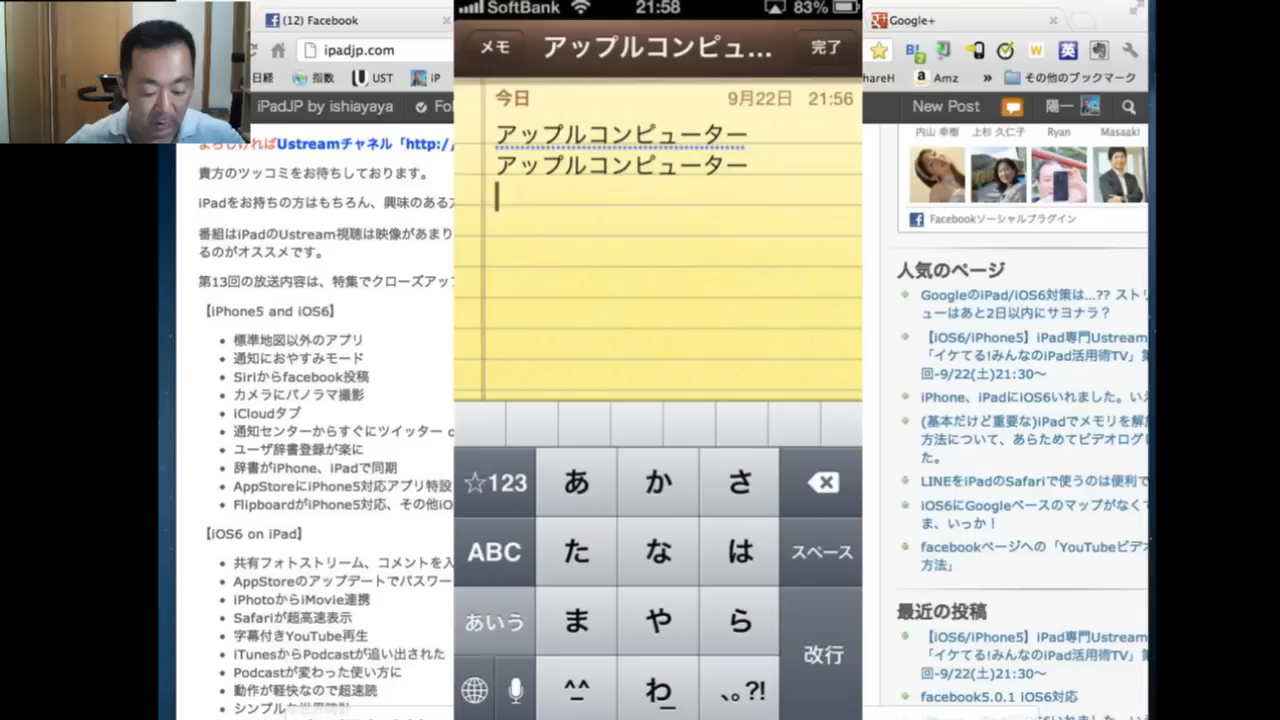 (12) Facebook
ipadjp.com
日経
指数
UST
iP
iPadJP by ishiayaya
よろしければUstreamチャネル「http://
貴方のツッコミをお待ちしております。
iPadをお持ちの方はもちろん、興味のある
番組はiPadのUstream視聴は映像があまり
るのがオススメです。
第13回の放送内容は、特集でクローズアッ
【iPhone5 and iOS6】
標準地図以外のアプリ
通知におやすみモード
Siriからfacebook投稿
カメラにパノラマ撮影
iCloudタブ
通知センターからすぐにツイッター
ユーザ辞書登録が楽に
辞書がiPhone、iPadで同期
AppStoreにiPhone5対応アプリ特設
FlipboardがiPhone5対応、その他iO
【iOS6 on iPad】
共有フォトストリーム、コメントを入
AppStoreのアップデートでパスワー
iPhotoからiMovie連携
Safariが超高速表示
字幕付きYouTube再生
iTunesからPodcastが追い出された
Podcastが変わった使い方に
動作が軽快なので超速読
SoftBank 21:58 83%
メモ アップルコンピュ... 完了
今日 9月22日 21:56
アップルコンピューター
アップルコンピューター
☆123 あ か さ
ABC た な は スペース
あいう ま や ら 改行
^^ わ 、。?!
Google+
英
shareH
Amz
»
その他のブックマーク
New Post
陽一
内山 幸樹 上杉 久仁子 Ryan Masaaki
Facebookソーシャルプラグイン
人気のページ
GoogleのiPad/iOS6対策は...?? ストリ
ューはあと2日以内にサヨナラ？
【iOS6/iPhone5】iPad専門Ustream
「イケてる!みんなのiPad活用術TV」第
回-9/22(土)21:30〜
iPhone、iPadにiOS6いれました。いえ
(基本だけど重要な)iPadでメモリを解
方法について、あらためてビデオログし
た。
LINEをiPadのSafariで使うのは便利で
iOS6にGoogleベースのマップがなくて
ま、いっか！
facebookページへの「YouTubeビデオ
方法」
最近の投稿
【iOS6/iPhone5】iPad専門Ustream
「イケてる!みんなのiPad活用術TV」第
回-9/22(土)21:30〜
facebook5.0.1 iOS6対応